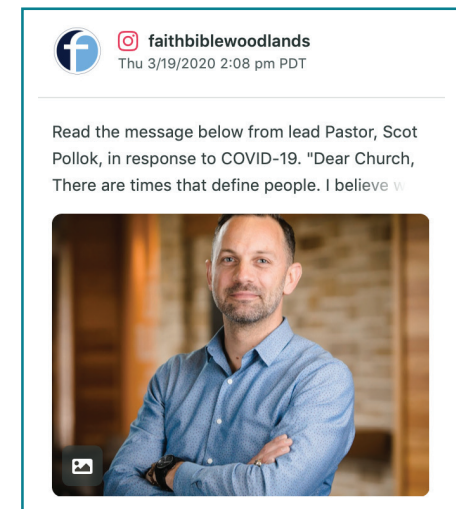 faithbiblewoodlands
Thu 3/19/2020 2:08 pm PDT
Read the message below from lead Pastor, Scot
Pollok, in response to COVID-19. "Dear Church,
There are times that define people. I believe w